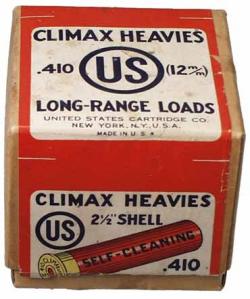 CLIMAX HEAVIES
.410 US (12 m/m)
LONG-RANGE LOADS
UNITED STATES CARTRIDGE CO.
NEW YORK, N.Y., U.S.A.
MADE IN U.S.A.
CLIMAX HEAVIES
US 2½" SHELL
SELF-CLEANING
.410